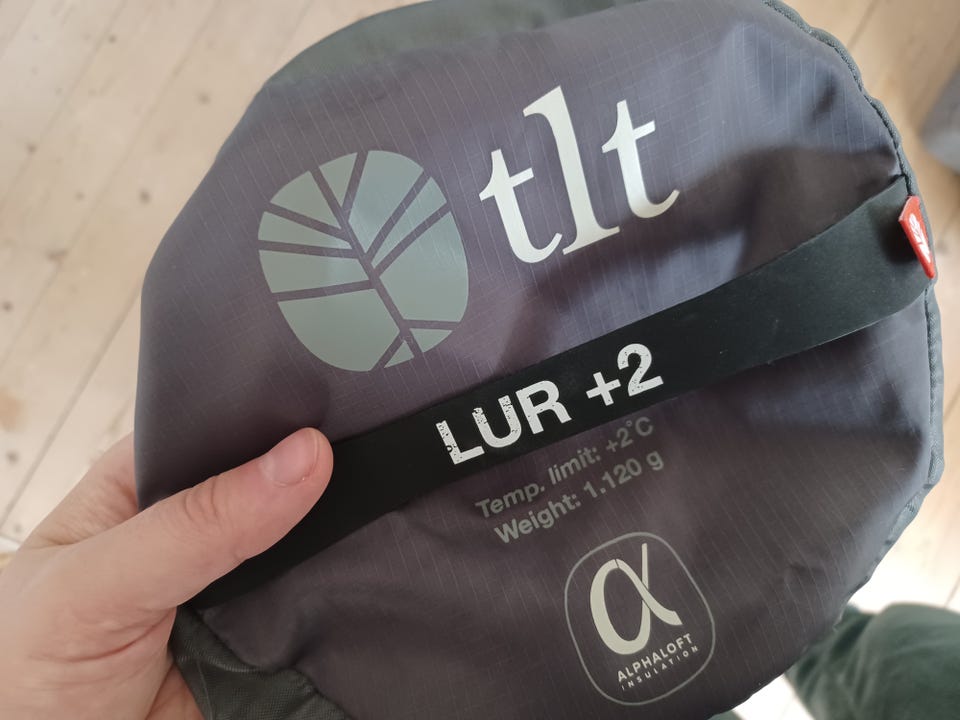 tlt
LUR +2
Temp. limit: +2°C
Weight: 1.120 g
α
ALPHALOFT
INSULATION